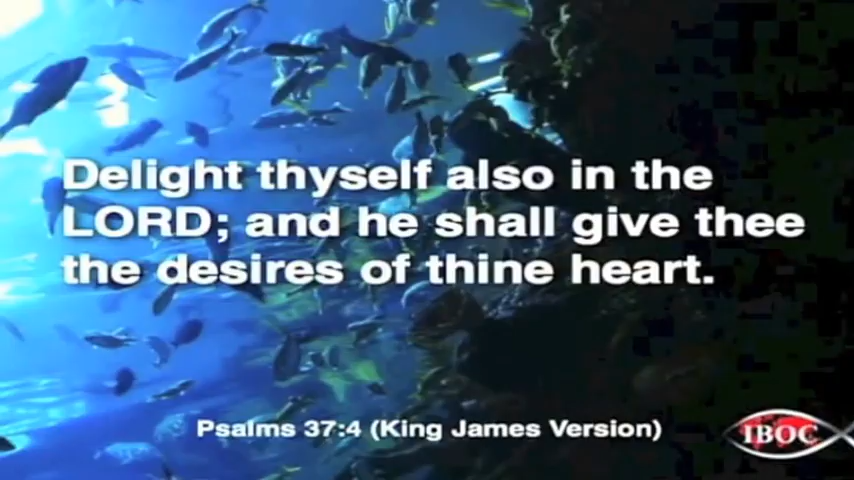 Delight thyself also in the
LORD; and he shall give thee
the desires of thine heart.
Psalms 37:4 (King James Version)
IBOC